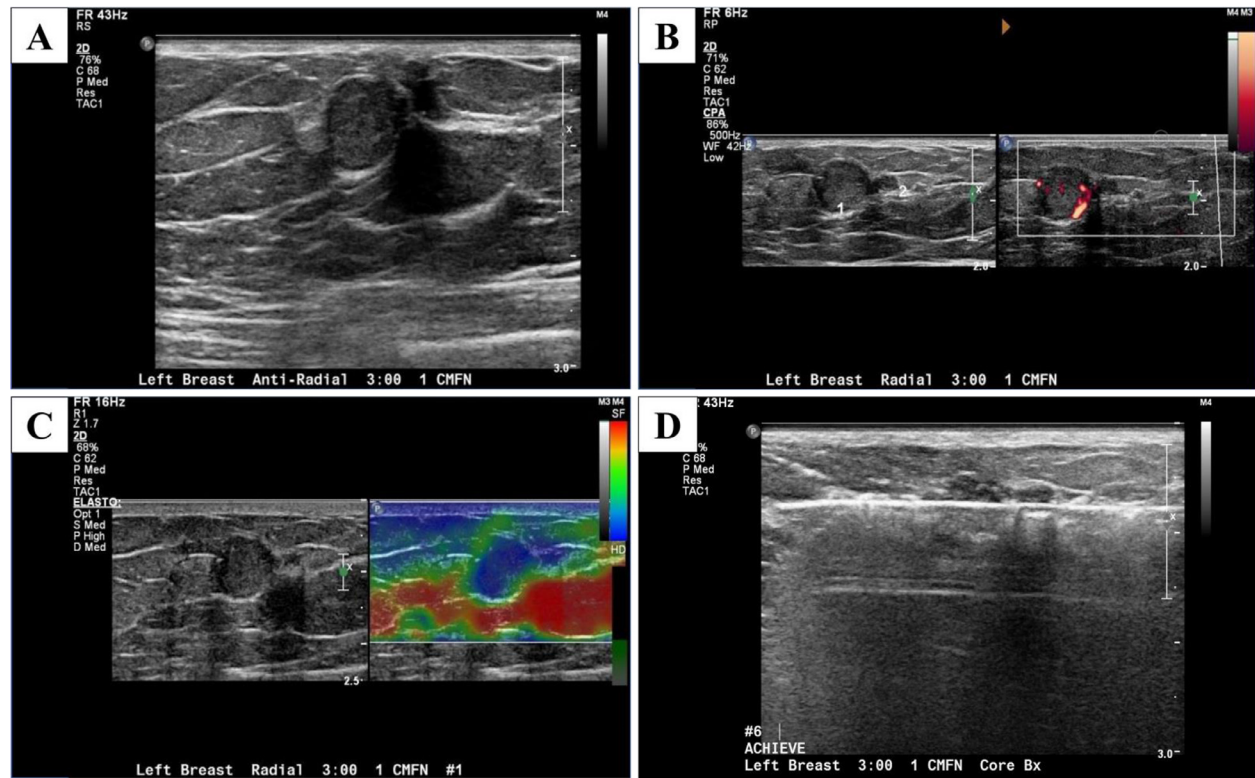 A
FR 43Hz
RS
2D
76%
C 68
P Med
Res
TAC1
P
M4
x
3.0
Left Breast Anti-Radial 3:00 1 CMFN
B
FR 6Hz
RP
2D
71%
C 62
P Med
Res
TAC1
CPA
86%
500Hz
WF 42Hz
Low
M4 M3
1
2
x
x
2.0
2.0
Left Breast Radial 3:00 1 CMFN
C
FR 16Hz
R1
Z 1.7
2D
68%
C 62
P Med
Res
TAC1
ELASTO:
Opt 1
S Med
P High
D Med
M3 M4
SF
P
x
x
HD
2.5
Left Breast Radial 3:00 1 CMFN #1
D
R 43Hz
%
C 68
P Med
Res
TAC1
P
M4
x
#6
ACHIEVE
3.0
Left Breast 3:00 1 CMFN Core Bx